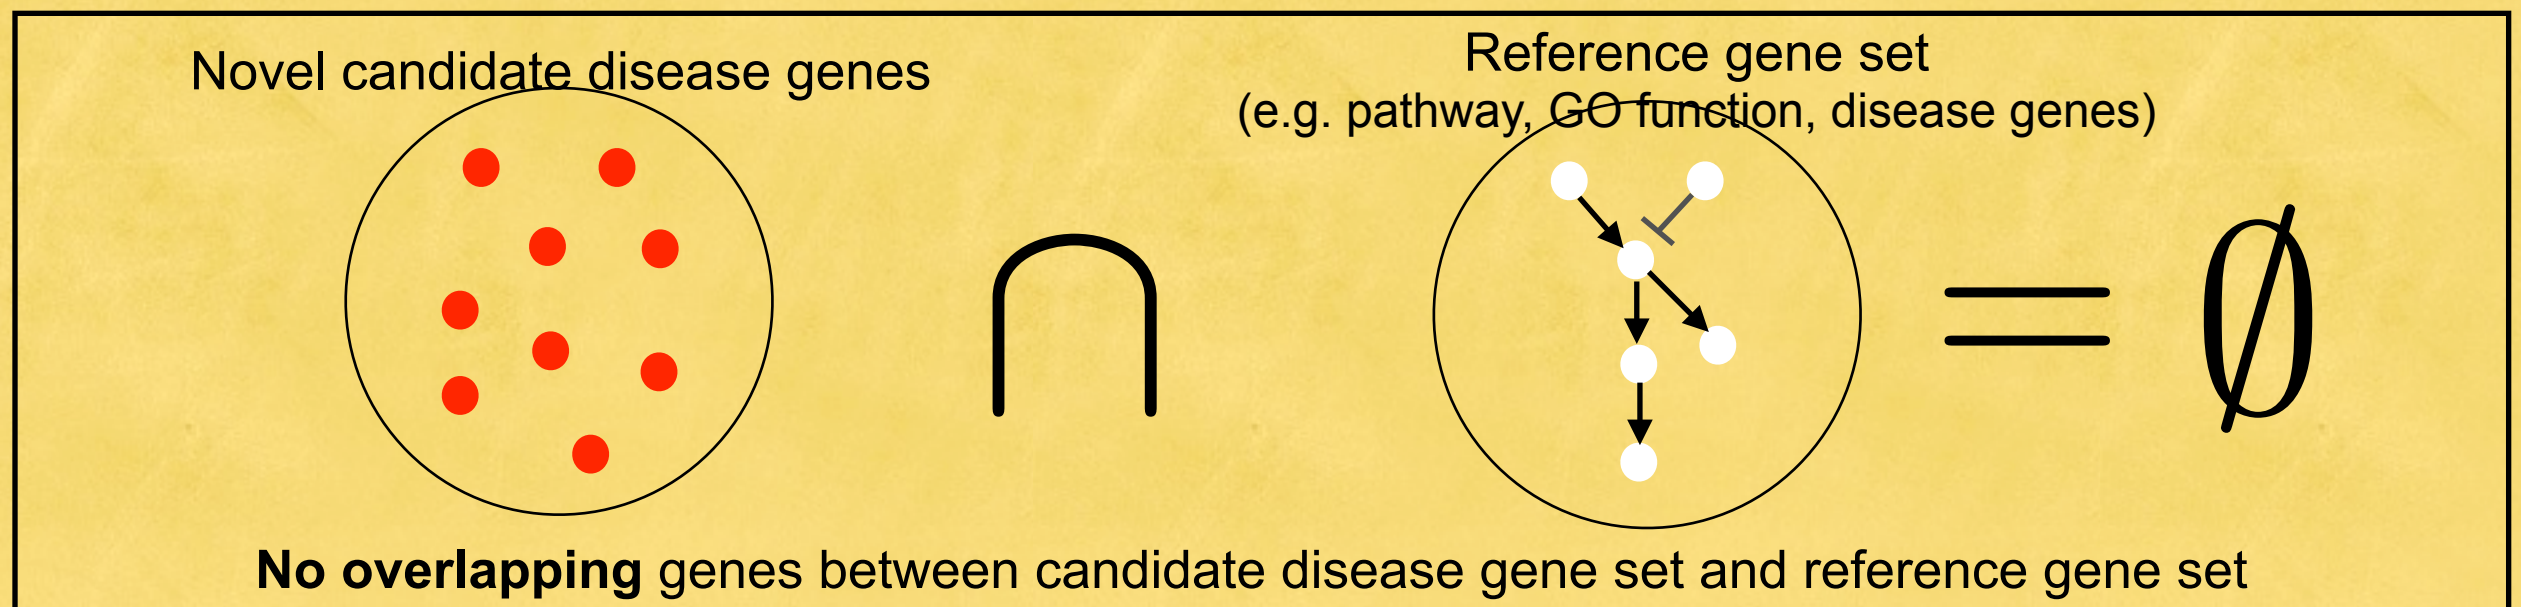 Novel candidate disease genes
Reference gene set
(e.g. pathway, GO function, disease genes)
∩
= ∅
No overlapping genes between candidate disease gene set and reference gene set